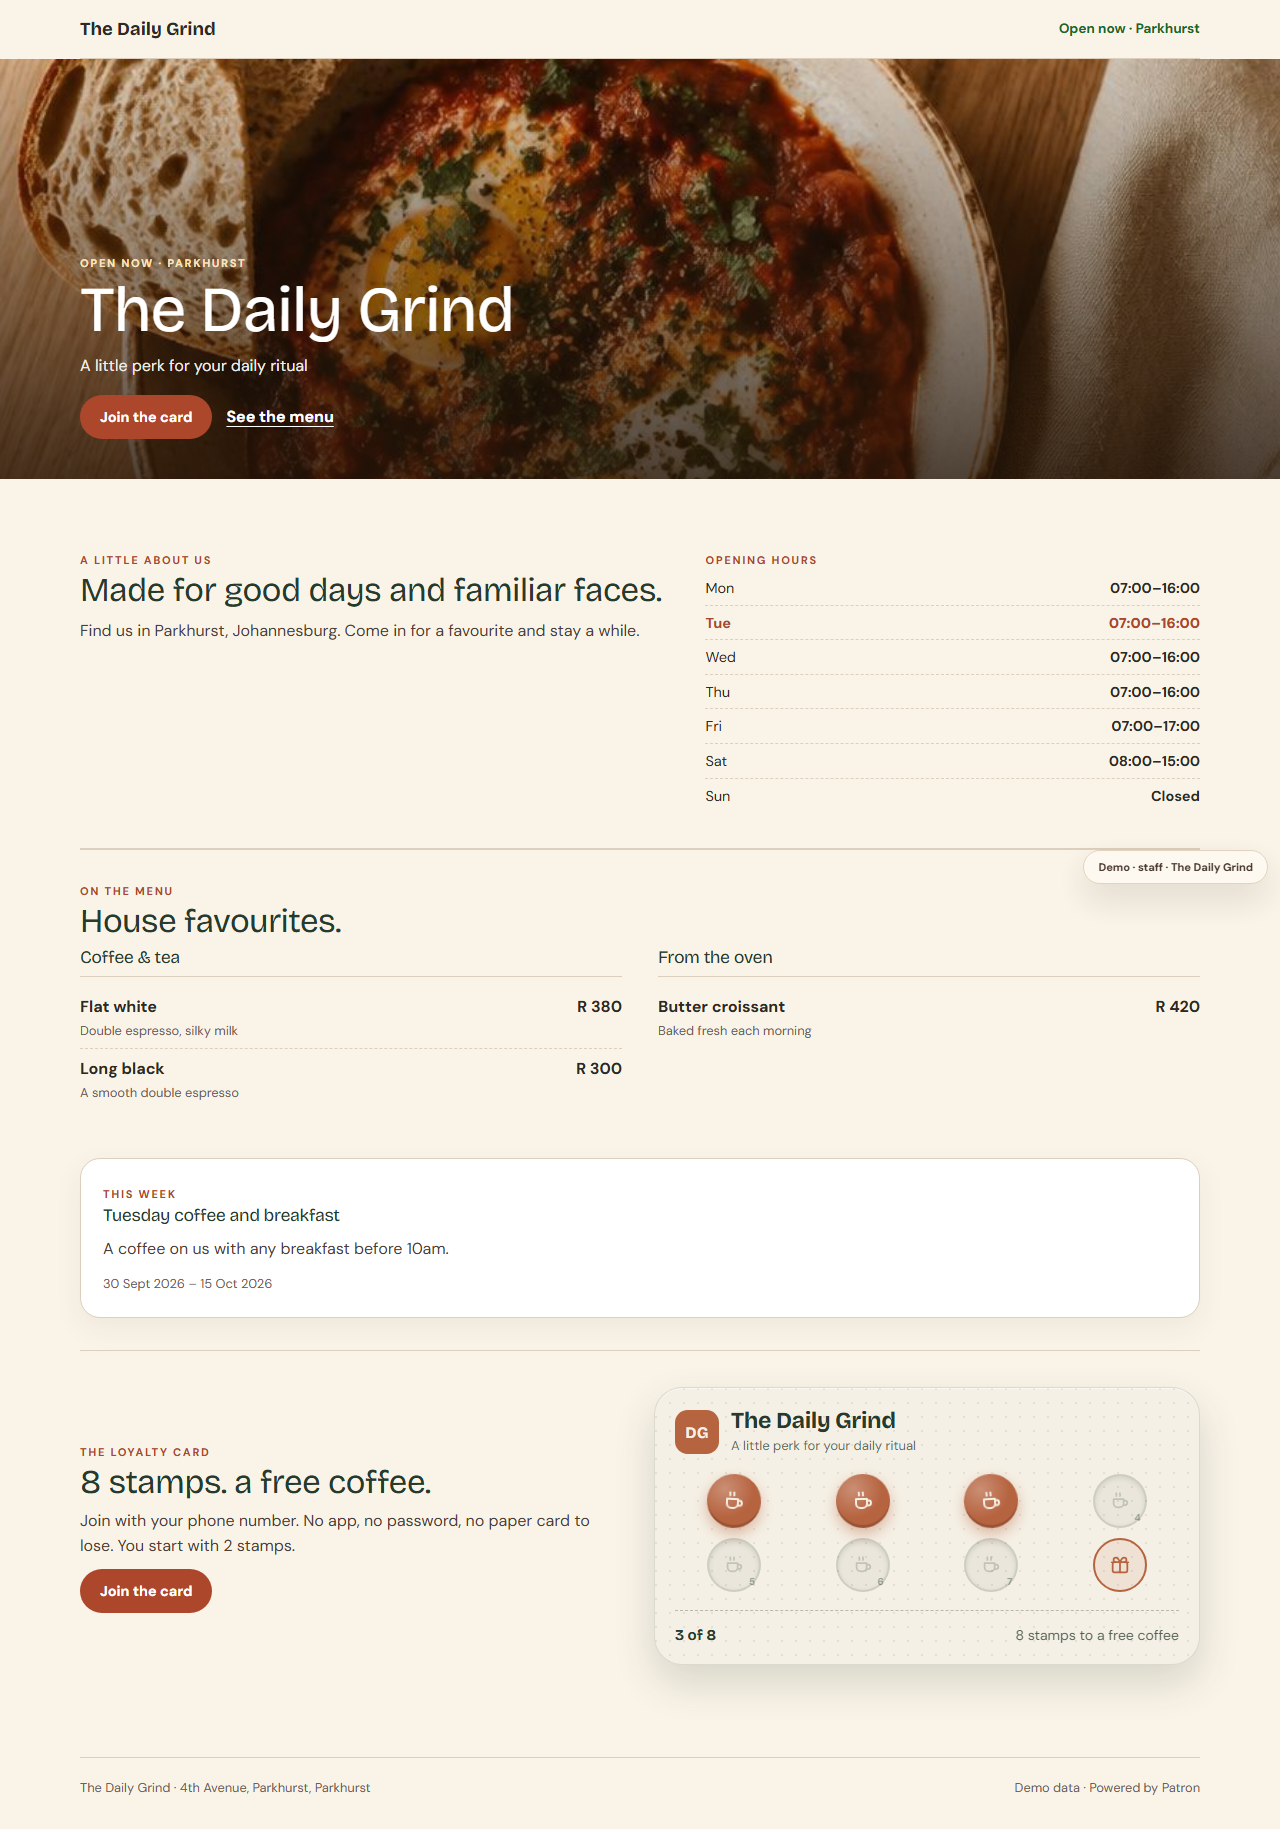 The Daily Grind
Open now · Parkhurst
OPEN NOW · PARKHURST
The Daily Grind
A little perk for your daily ritual
Join the card
See the menu
A LITTLE ABOUT US
Made for good days and familiar faces.
Find us in Parkhurst, Johannesburg. Come in for a favourite and stay a while.
OPENING HOURS
Mon 07:00–16:00
Tue 07:00–16:00
Wed 07:00–16:00
Thu 07:00–16:00
Fri 07:00–17:00
Sat 08:00–15:00
Sun Closed
Demo · staff · The Daily Grind
ON THE MENU
House favourites.
Coffee & tea
Flat white R 380
Double espresso, silky milk
Long black R 300
A smooth double espresso
From the oven
Butter croissant R 420
Baked fresh each morning
THIS WEEK
Tuesday coffee and breakfast
A coffee on us with any breakfast before 10am.
30 Sept 2026 – 15 Oct 2026
THE LOYALTY CARD
8 stamps. a free coffee.
Join with your phone number. No app, no password, no paper card to
lose. You start with 2 stamps.
Join the card
DG
The Daily Grind
A little perk for your daily ritual
4
5 6 7
3 of 8
8 stamps to a free coffee
The Daily Grind · 4th Avenue, Parkhurst, Parkhurst
Demo data · Powered by Patron